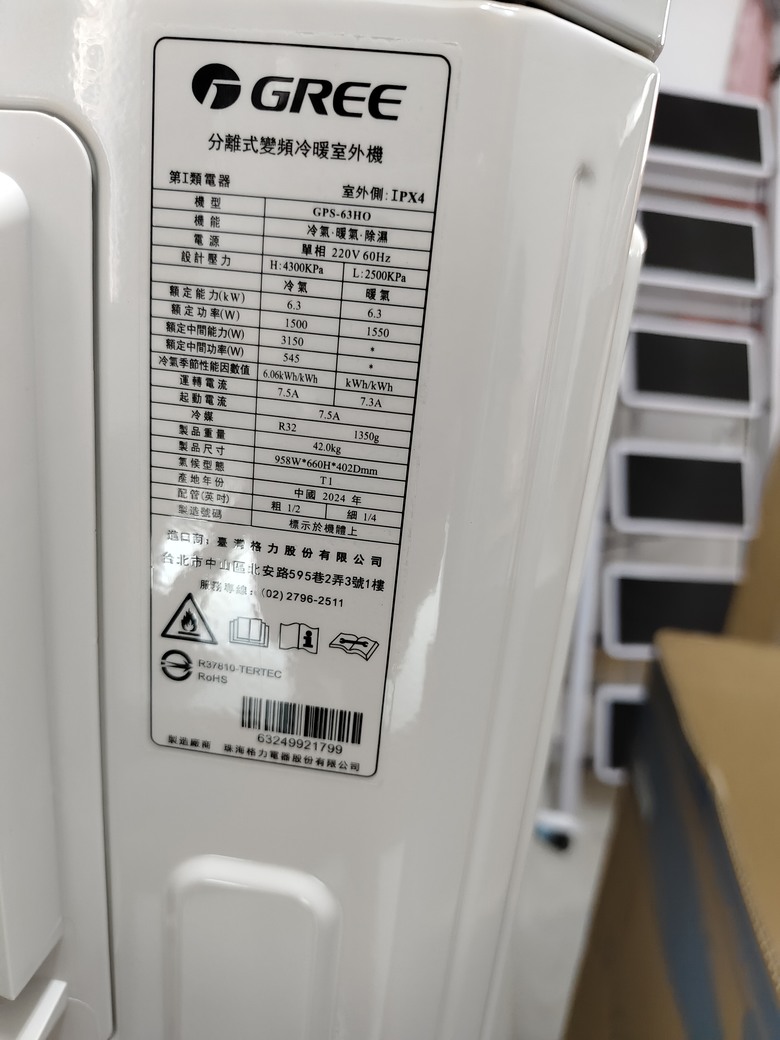 GREE
分離式變頻冷暖室外機
第I類電器 室外側:IPX4
機型 GPS-63HO
機能 冷氣·暖氣·除濕
電源 單相 220V 60Hz
設計壓力 H:4300KPa L:2500KPa
冷氣 暖氣
額定能力(kW) 6.3 6.3
額定功率(W) 1500 1550
額定中間能力(W) 3150 *
額定中間功率(W) 545 *
冷氣季節性能因數值 6.06kWh/kWh kWh/kWh
運轉電流 7.5A 7.3A
起動電流 7.5A
冷媒 R32 1350g
製品重量 42.0kg
製品尺寸 958W*660H*402Dmm
氣候型態 T1
產地年份 中國 2024 年
配管(英吋) 粗 1/2 細 1/4
製造號碼 標示於機體上
進口商:臺灣格力股份有限公司
台北市中山區北安路595巷2弄3號1樓
服務專線:(02)2796-2511
R37810-TERTEC
RoHS
63249921799
製造廠商 珠海格力電器股份有限公司